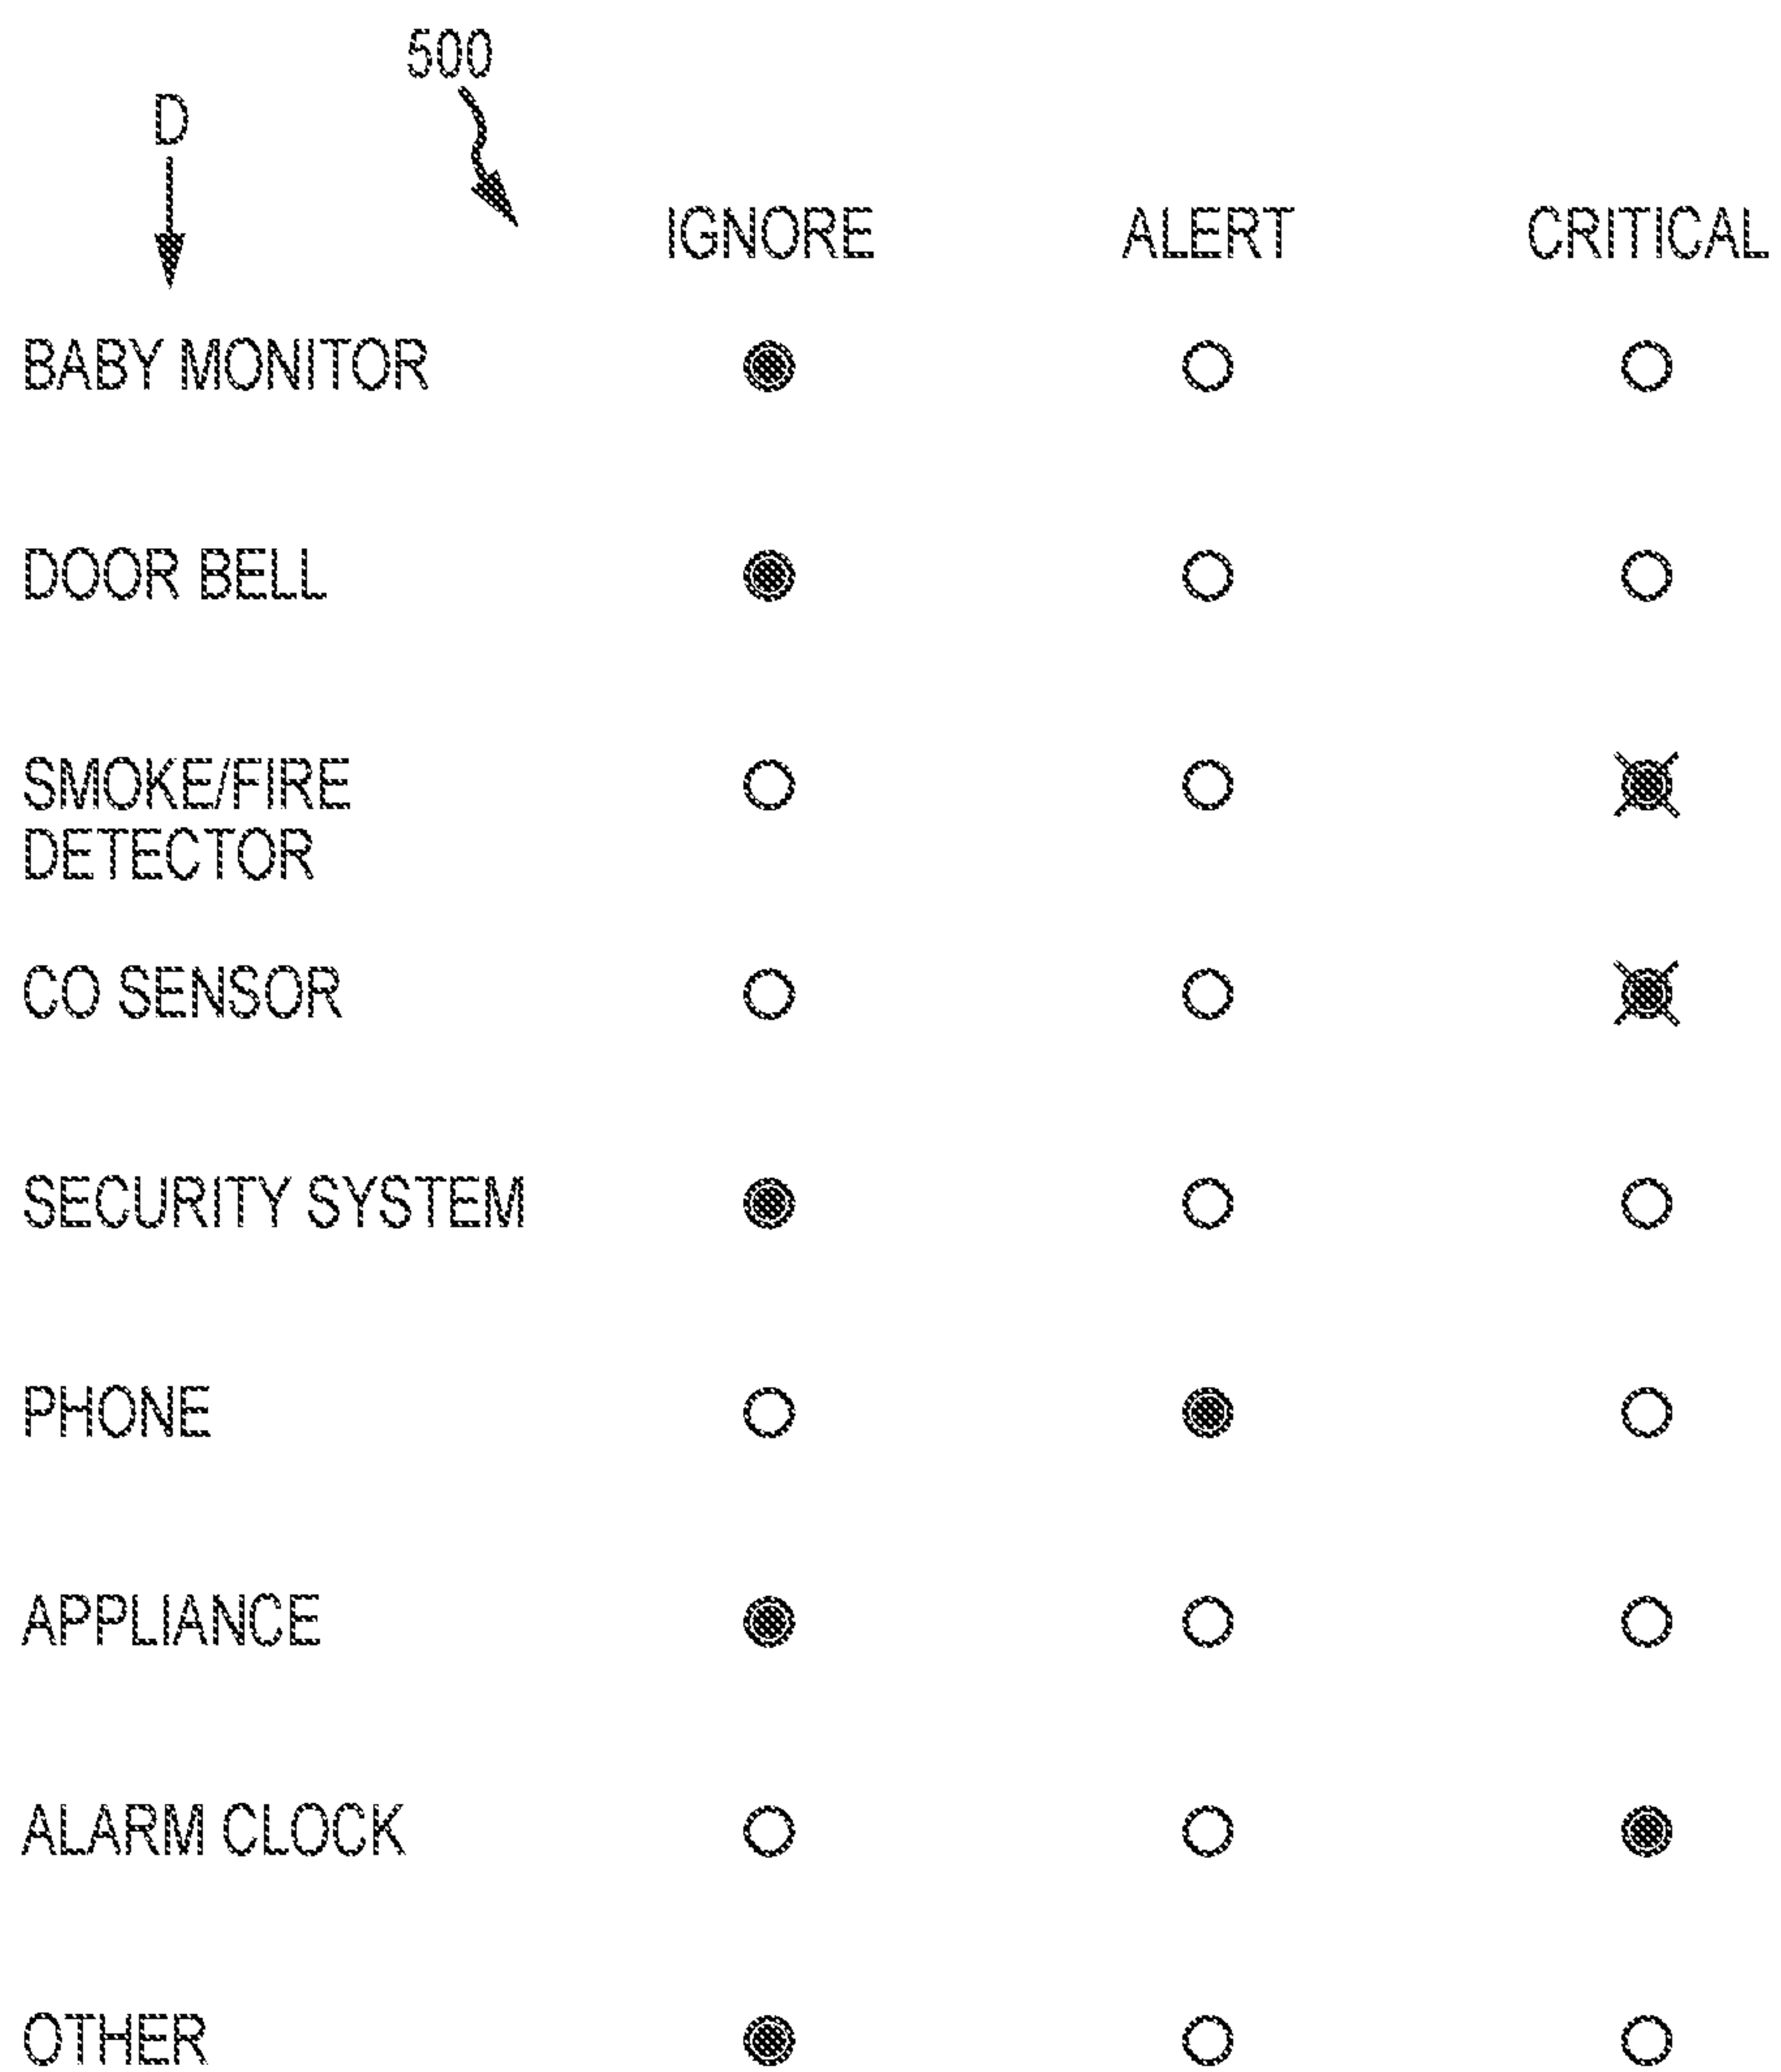 500
D
IGNORE ALERT CRITICAL
BABY MONITOR
DOOR BELL
SMOKE/FIRE
DETECTOR
CO SENSOR
SECURITY SYSTEM
PHONE
APPLIANCE
ALARM CLOCK
OTHER